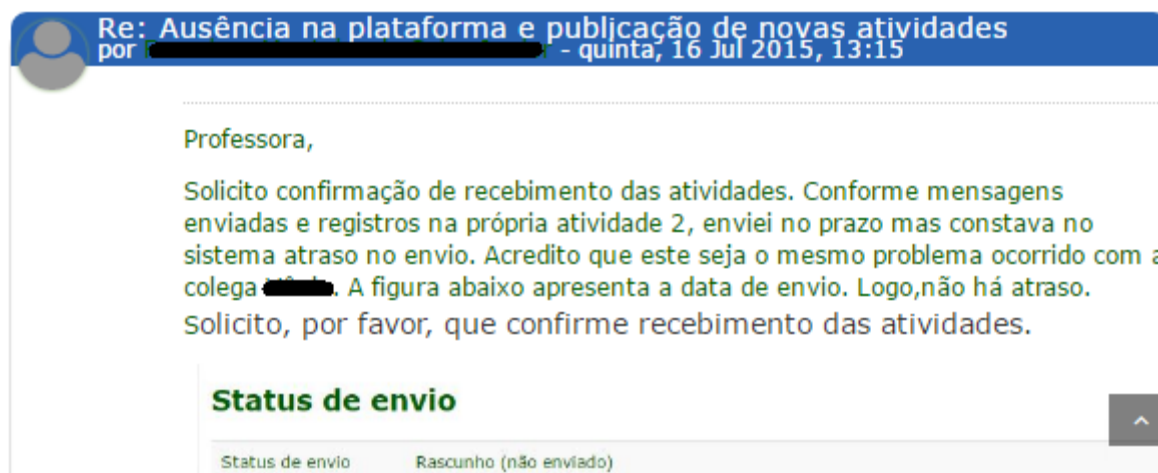 Re: Ausência na plataforma e publicação de novas atividades
por - quinta, 16 Jul 2015, 13:15
Professora,
Solicito confirmação de recebimento das atividades. Conforme mensagens
enviadas e registros na própria atividade 2, enviei no prazo mas constava no
sistema atraso no envio. Acredito que este seja o mesmo problema ocorrido com a
colega . A figura abaixo apresenta a data de envio. Logo,não há atraso.
Solicito, por favor, que confirme recebimento das atividades.
Status de envio
Status de envio Rascunho (não enviado)